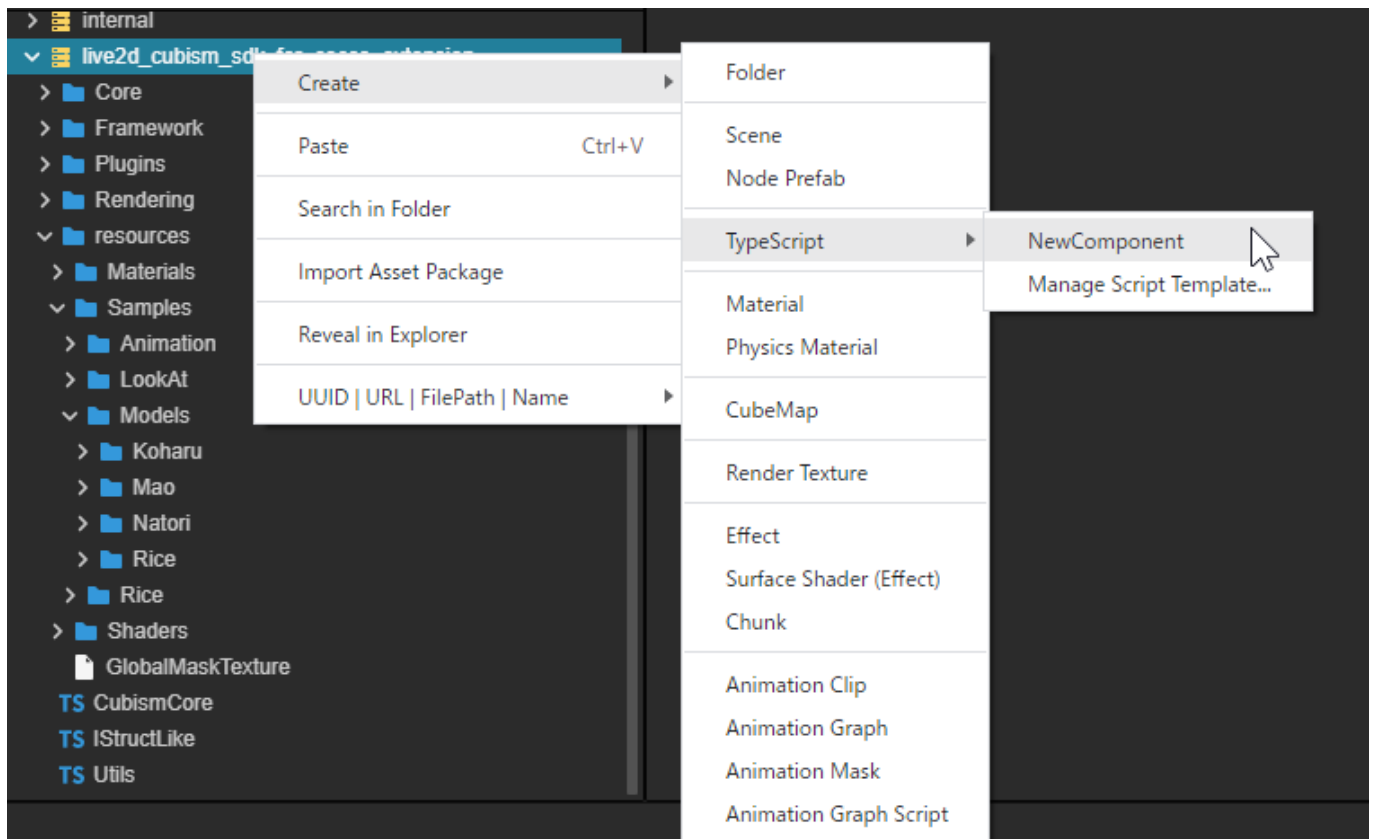 internal
live2d_cubism_sdk_for_cocos_extension
Core
Framework
Plugins
Rendering
resources
Materials
Samples
Animation
LookAt
Models
Koharu
Mao
Natori
Rice
Rice
Shaders
GlobalMaskTexture
TS CubismCore
TS IStructLike
TS Utils
Create
Paste Ctrl+V
Search in Folder
Import Asset Package
Reveal in Explorer
UUID | URL | FilePath | Name
Folder
Scene
Node Prefab
TypeScript
Material
Physics Material
CubeMap
Render Texture
Effect
Surface Shader (Effect)
Chunk
Animation Clip
Animation Graph
Animation Mask
Animation Graph Script
NewComponent
Manage Script Template...